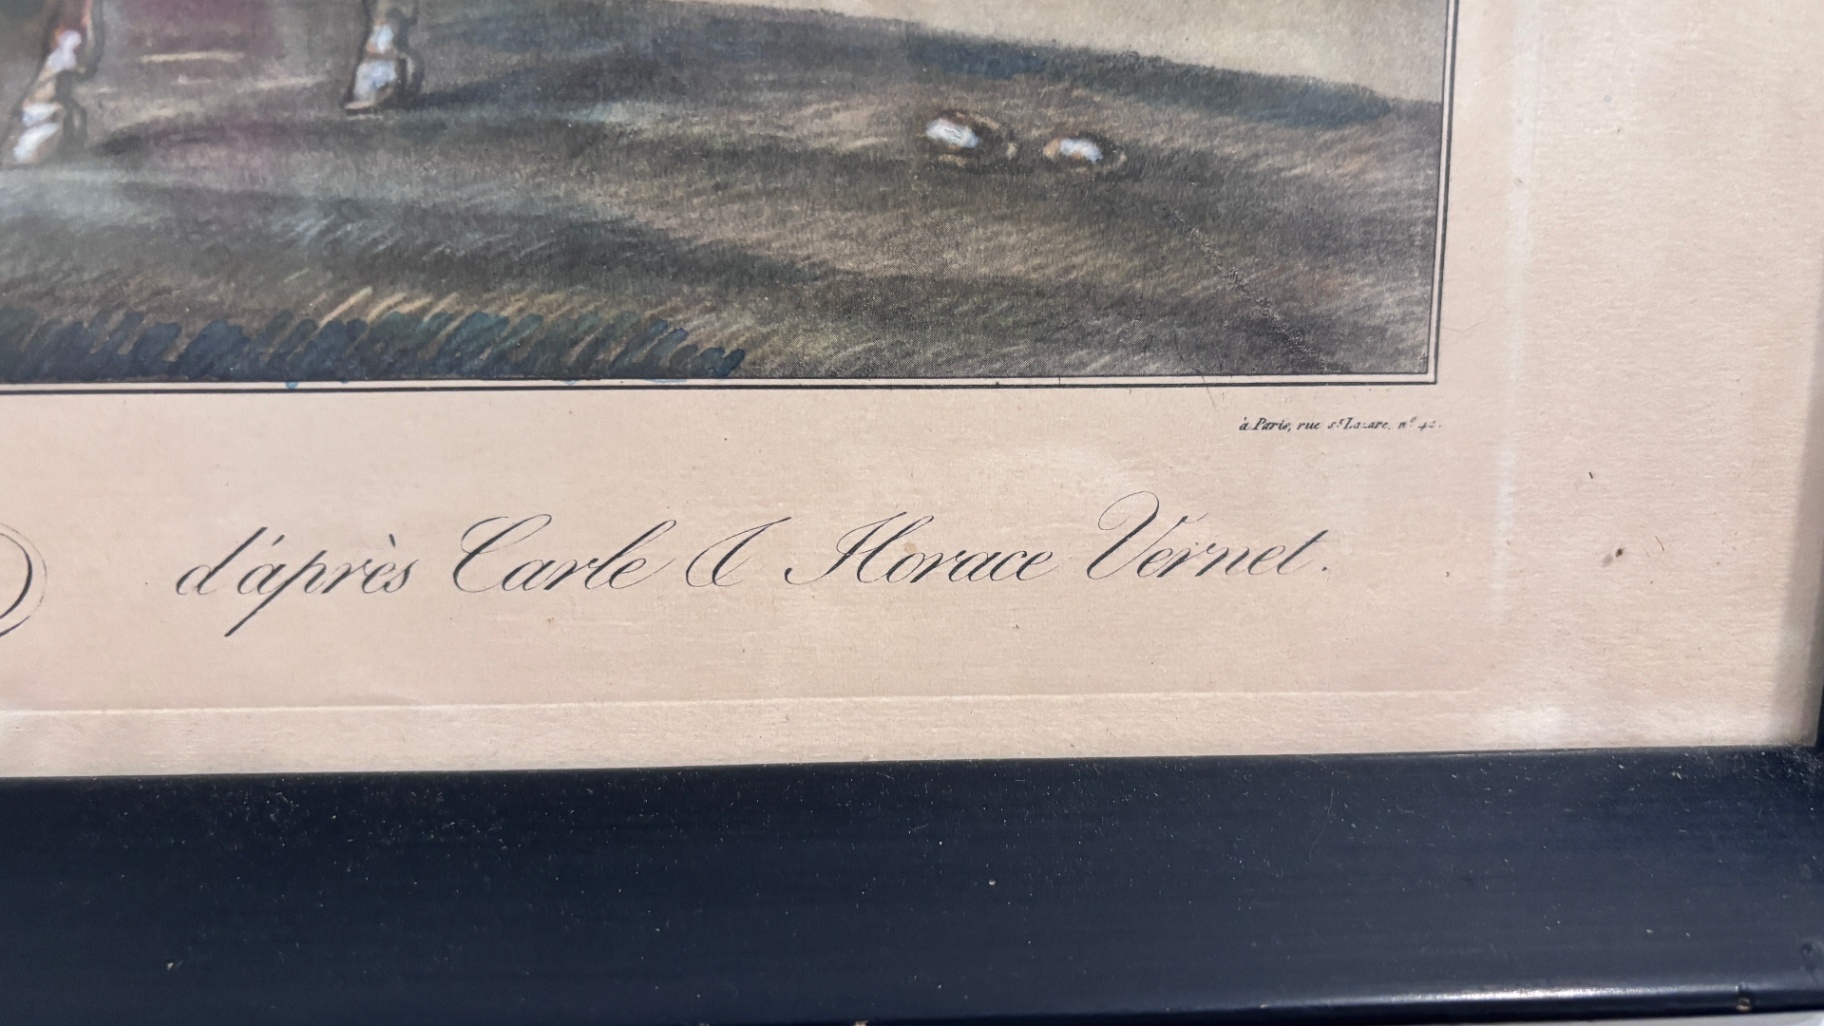 à Paris, rue St Lazare, no 42.
d'après Carle & Horace Vernet.